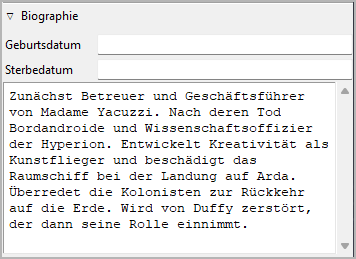 Biographie
Geburtsdatum
Sterbedatum
Zunächst Betreuer und Geschäftsführer
von Madame Yacuzzi. Nach deren Tod
Bordandroide und Wissenschaftsoffizier
der Hyperion. Entwickelt Kreativität als
Kunstflieger und beschädigt das
Raumschiff bei der Landung auf Arda.
Überredet die Kolonisten zur Rückkehr
auf die Erde. Wird von Duffy zerstört,
der dann seine Rolle einnimmt.